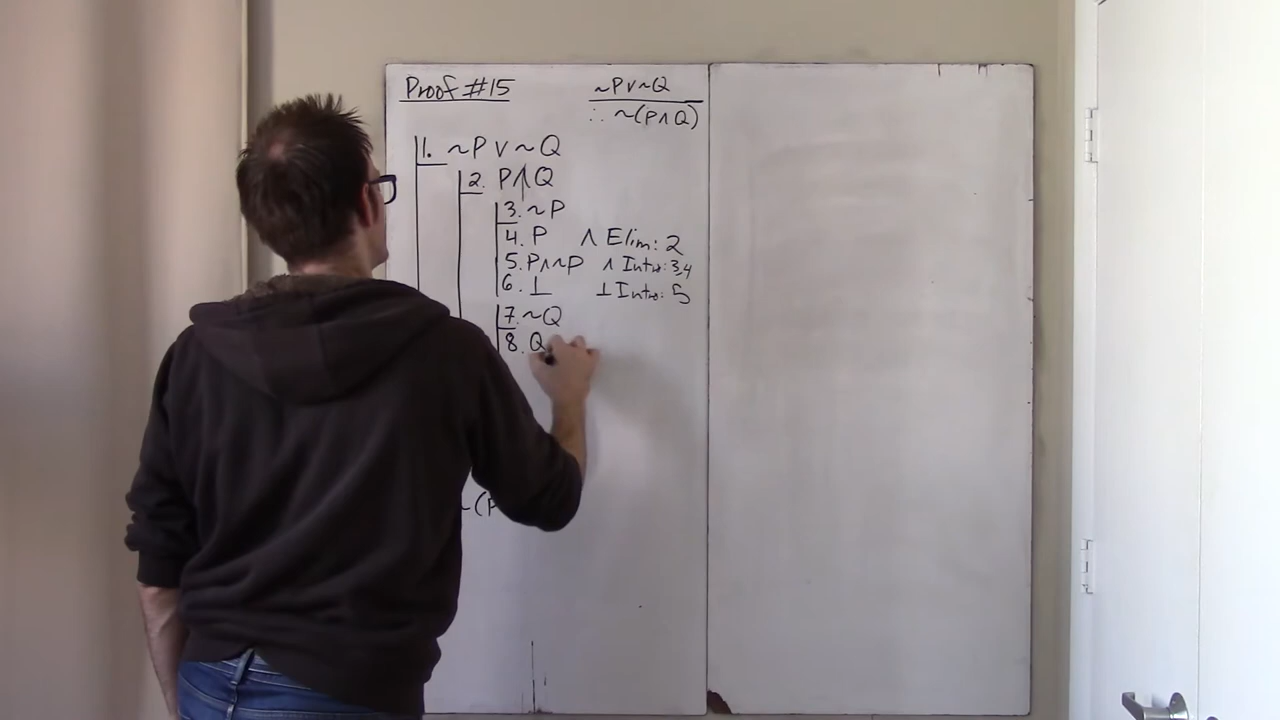 Proof #15
~P∨~Q
∴ ~(P∧Q)
1. ~P ∨ ~Q
2. P∧Q
3. ~P
4. P ∧ Elim: 2
5. P∧~P ∧ Intro: 3,4
6. ⊥ ⊥ Intro: 5
7. ~Q
8. Q
~(P